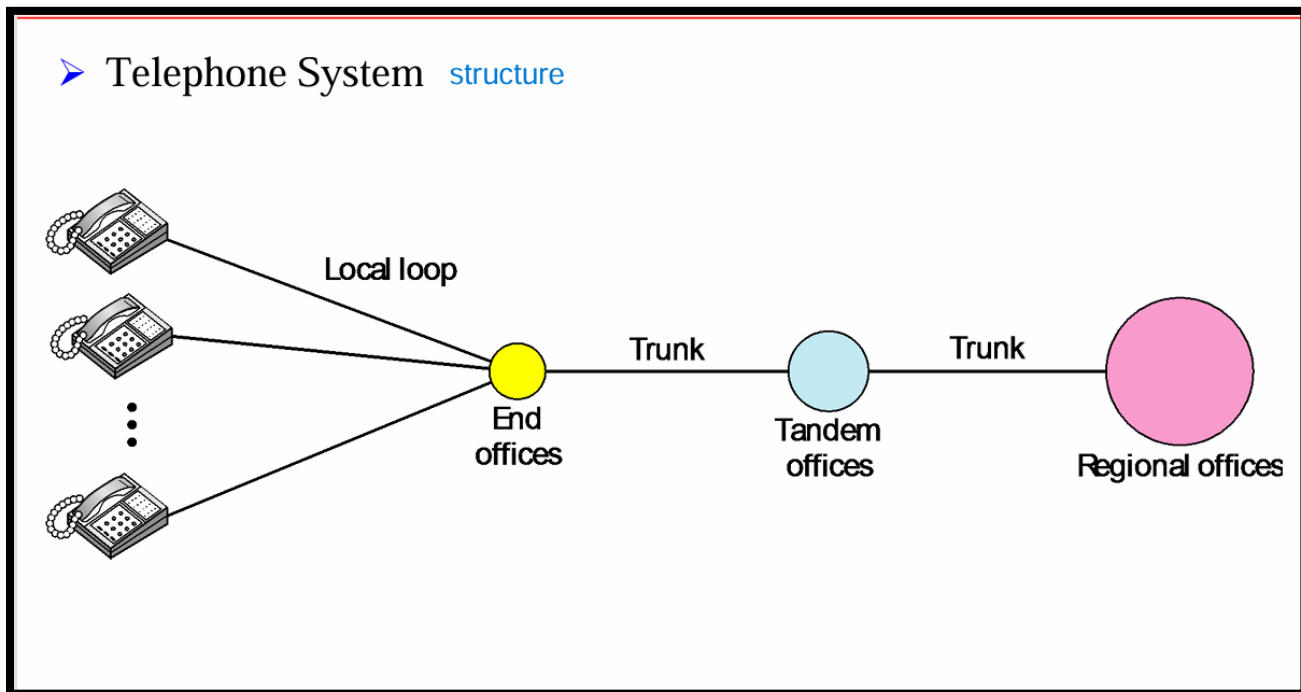 Telephone System structure
Local loop
Trunk
Trunk
End
offices
Tandem
offices
Regional offices